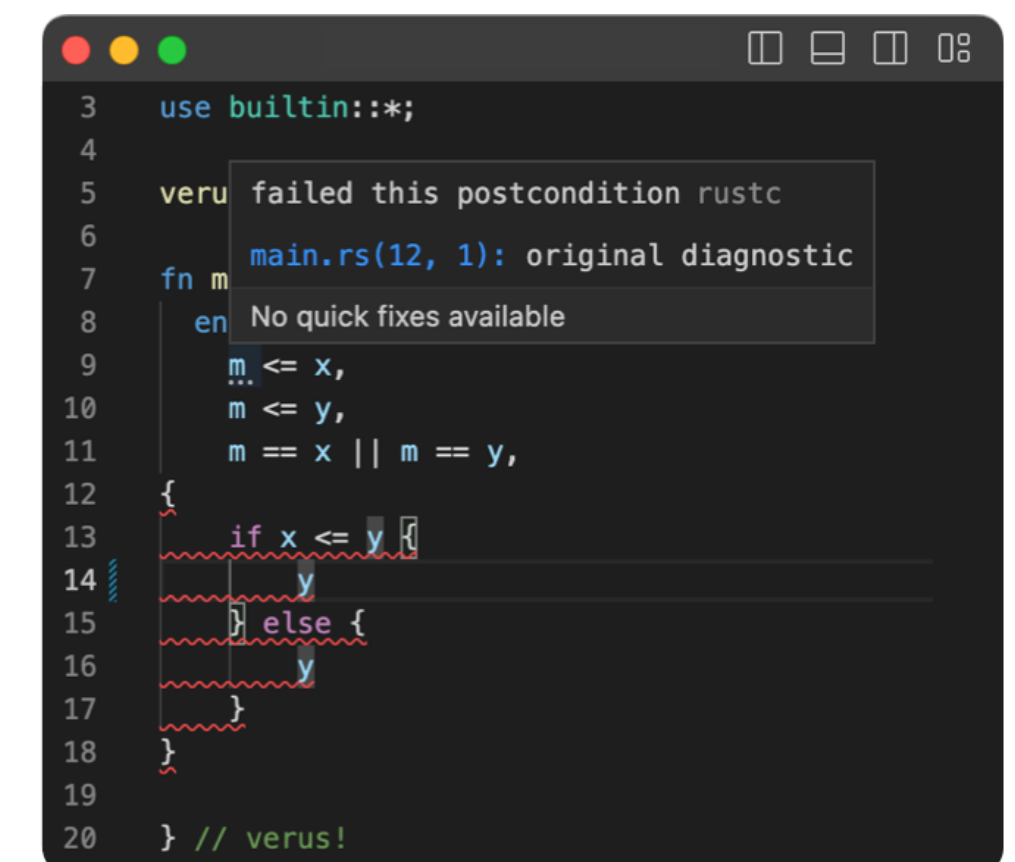 3 use builtin::*;
4
5 veru
failed this postcondition rustc
6
main.rs(12, 1): original diagnostic
7 fn m
8 en
No quick fixes available
9 m <= x,
10 m <= y,
11 m == x || m == y,
12 {
13 if x <= y {
14 y
15 } else {
16 y
17 }
18 }
19
20 } // verus!